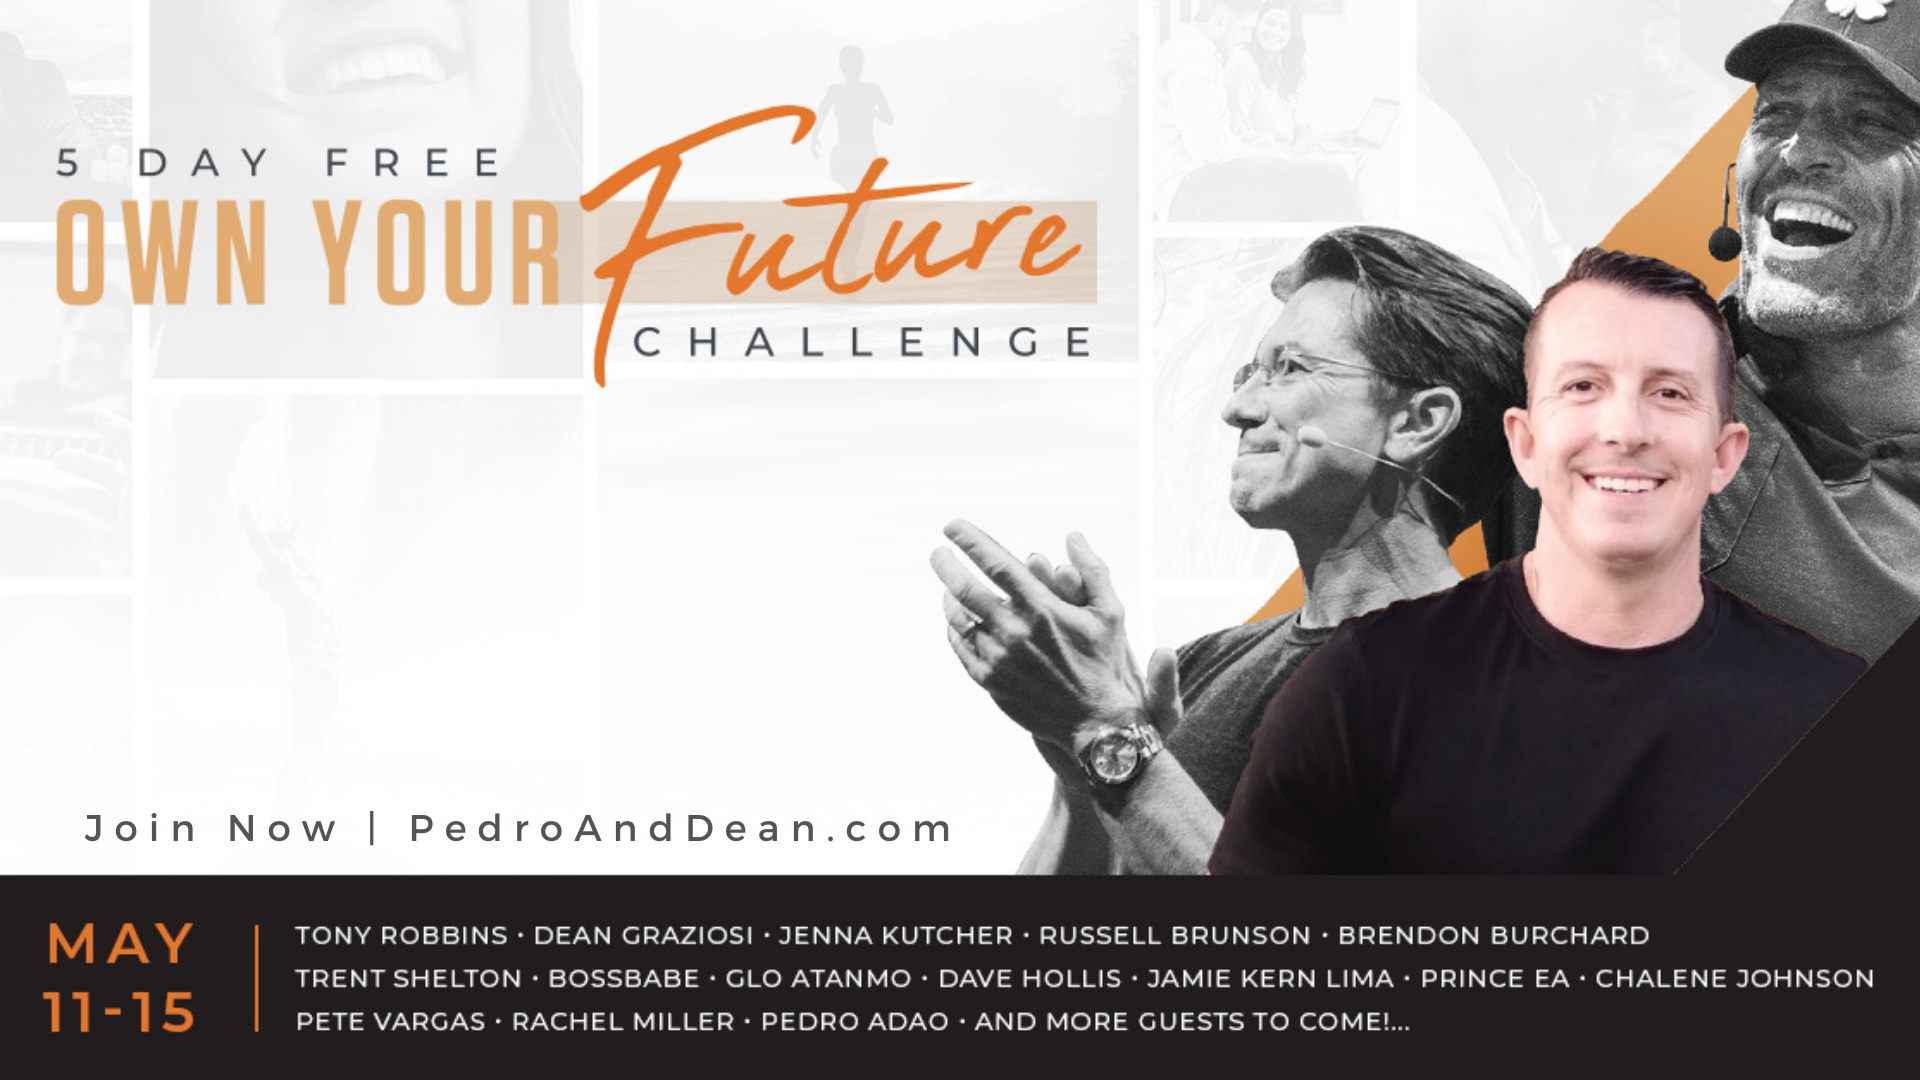 5 DAY FREE
OWN YOUR Future
CHALLENGE
Join Now | PedroAndDean.com
MAY
11-15
TONY ROBBINS • DEAN GRAZIOSI • JENNA KUTCHER • RUSSELL BRUNSON • BRENDON BURCHARD
TRENT SHELTON • BOSSBABE • GLO ATANMO • DAVE HOLLIS • JAMIE KERN LIMA • PRINCE EA • CHALENE JOHNSON
PETE VARGAS • RACHEL MILLER • PEDRO ADAO • AND MORE GUESTS TO COME!...